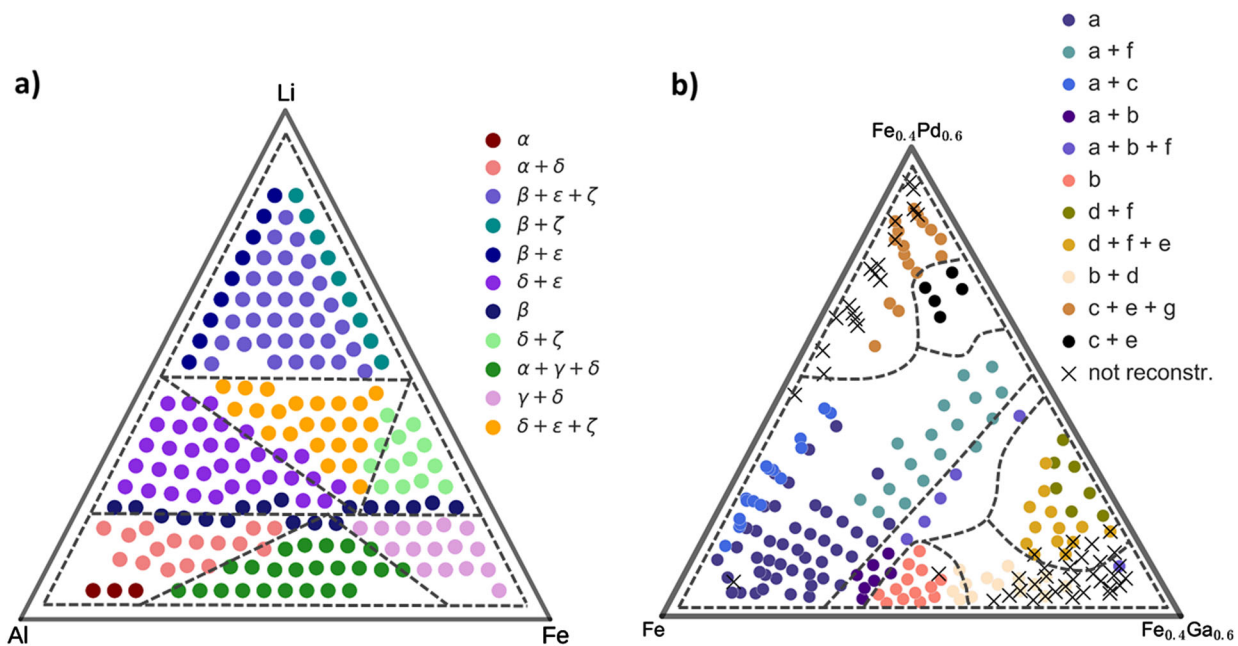 a)
Li
Al
Fe
α
α + δ
β + ε + ζ
β + ζ
β + ε
δ + ε
β
δ + ζ
α + γ + δ
γ + δ
δ + ε + ζ
b)
Fe₀.₄Pd₀.₆
Fe
Fe₀.₄Ga₀.₆
a
a + f
a + c
a + b
a + b + f
b
d + f
d + f + e
b + d
c + e + g
c + e
not reconstr.